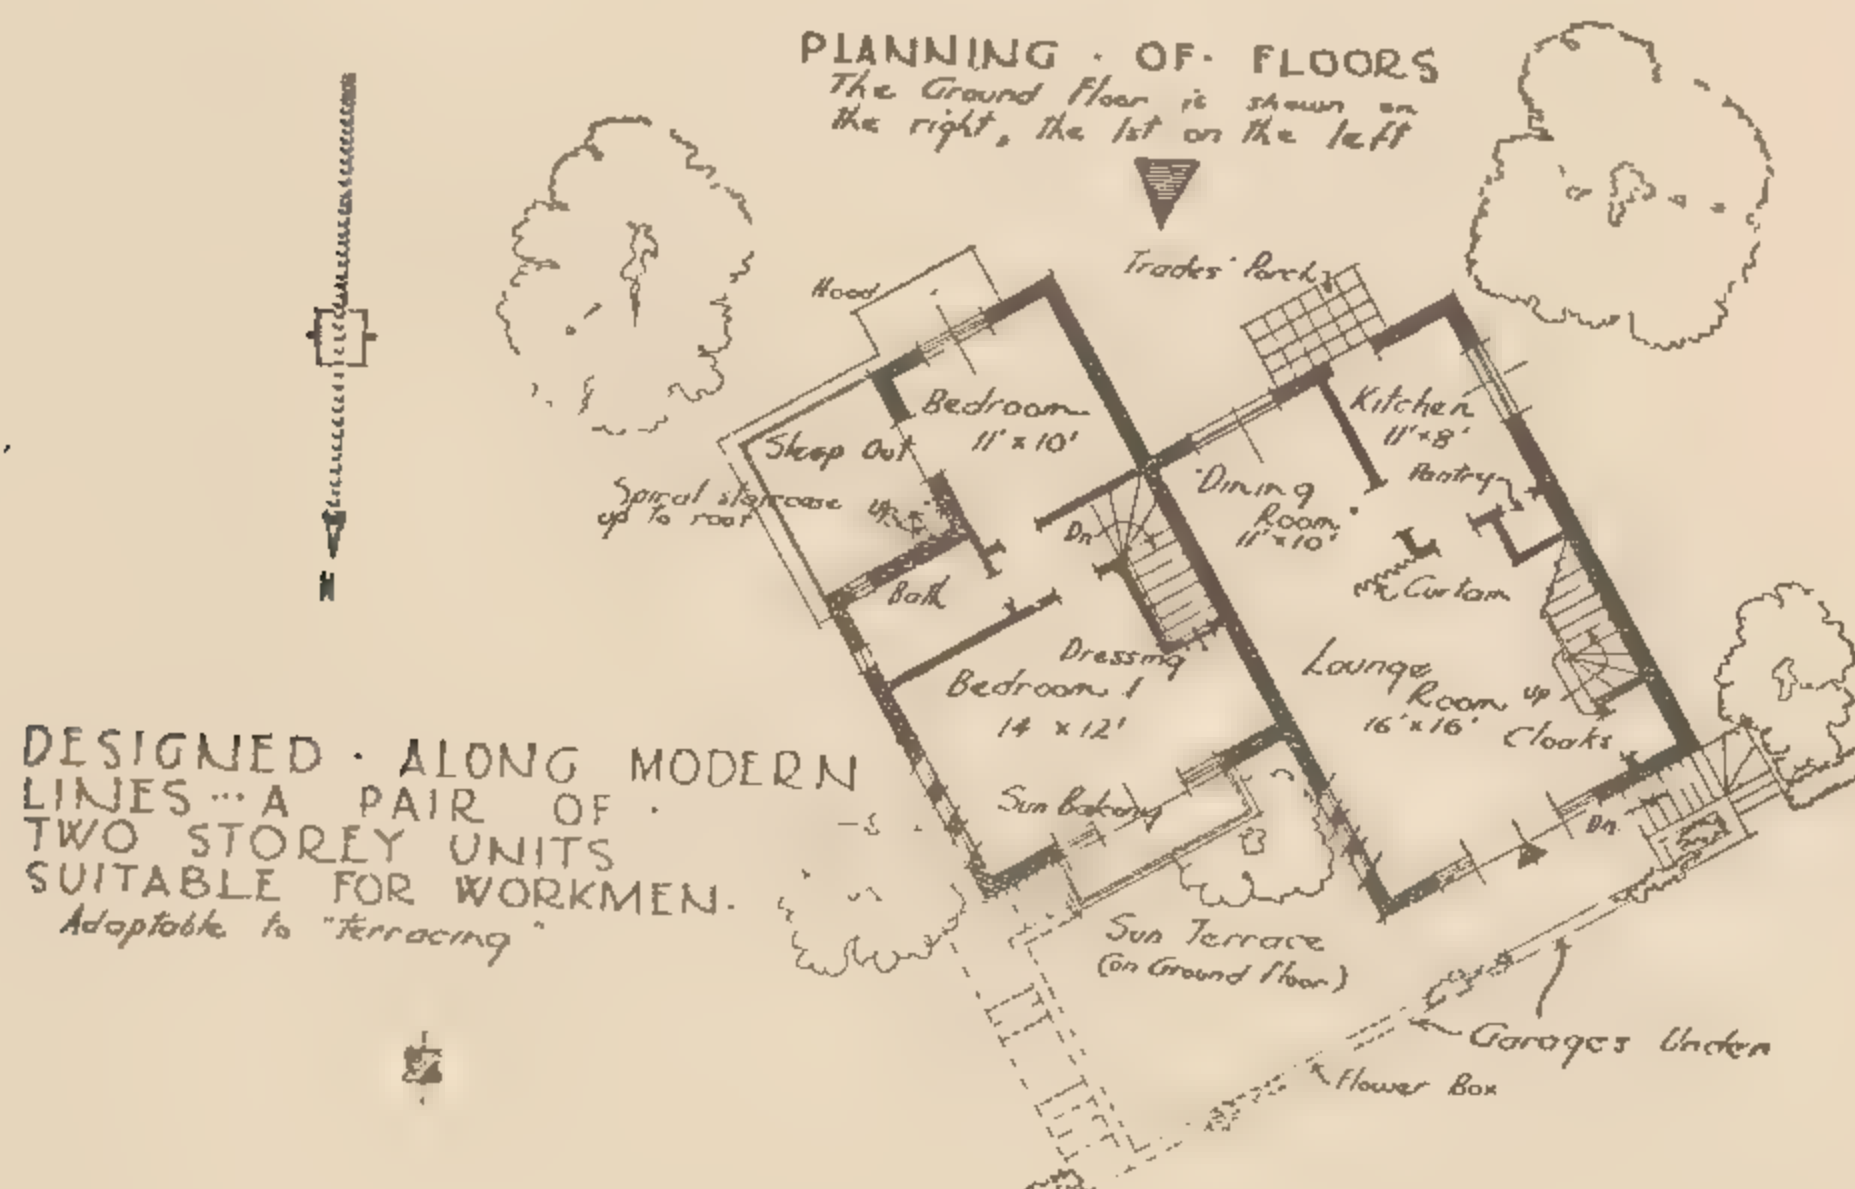 PLANNING · OF · FLOORS
The Ground Floor is shewn on
the right, the 1st on the left
Trades' Porch
Hood
Bedroom
11' x 10'
Kitchen
11' x 8'
Sleep Out
Pantry
Spiral staircase
up to roof
up
Dining
Room
11' x 10'
Dn
Bath
Curtain
N
Dressing
Bedroom 1
14' x 12'
Lounge
Room
16' x 16'
up
Cloaks
DESIGNED · ALONG MODERN
LINES ··· A PAIR OF ·
TWO STOREY UNITS
SUITABLE FOR WORKMEN.
Adaptable to "terracing"
Sun Balcony
Dn.
Sun Terrace
(on Ground floor)
Garages Under
Flower Box